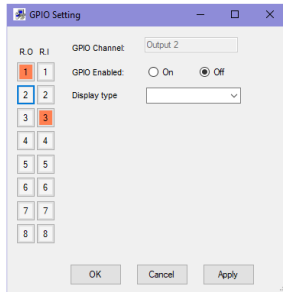 GPIO Setting
R.O R.I
GPIO Channel: Output 2
1 1
GPIO Enabled: On Off
2 2
Display type
3 3
4 4
5 5
6 6
7 7
8 8
OK Cancel Apply